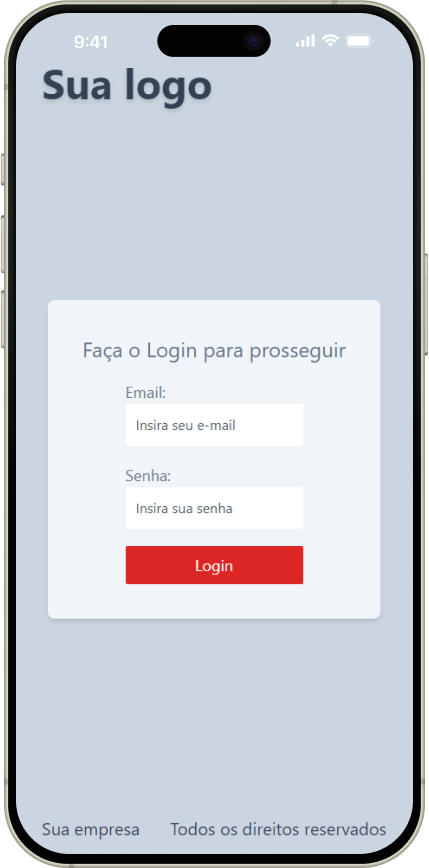 9:41
Sua logo
Faça o Login para prosseguir
Email:
Insira seu e-mail
Senha:
Insira sua senha
Login
Sua empresa Todos os direitos reservados